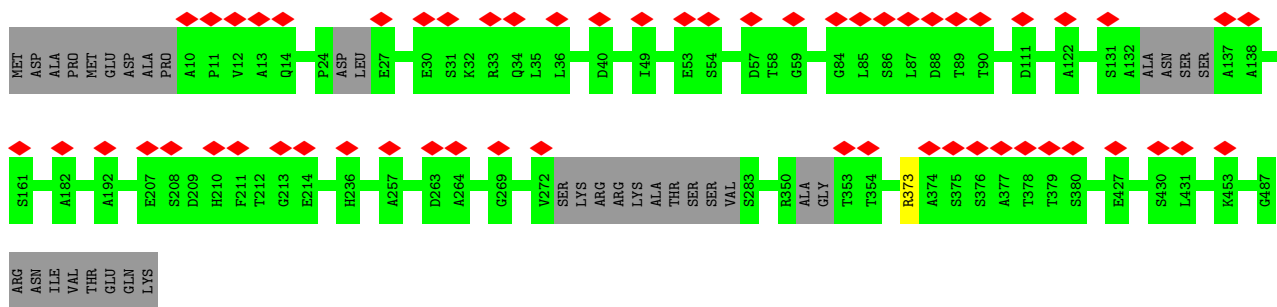 MET ASP ALA PRO MET GLU ASP ALA PRO A10 P11 V12 A13 Q14 P24 ASP LEU E27 E30 S31 K32 R33 Q34 L35 L36 D40 I49 E53 S54 D57 T58 G59 G84 L85 S86 L87 D88 T89 T90 D111 A122 S131 A132 ALA ASN SER SER A137 A138
S161 A182 A192 E207 S208 D209 H210 F211 T212 G213 E214 H236 A257 D263 A264 G269 V272 SER LYS ARG ARG LYS ALA THR SER SER VAL S283 R350 ALA GLY T353 T354 R373 A374 S375 S376 A377 T378 T379 S380 E427 S430 L431 K453 G487
ARG ASN ILE VAL THR GLU GLN LYS